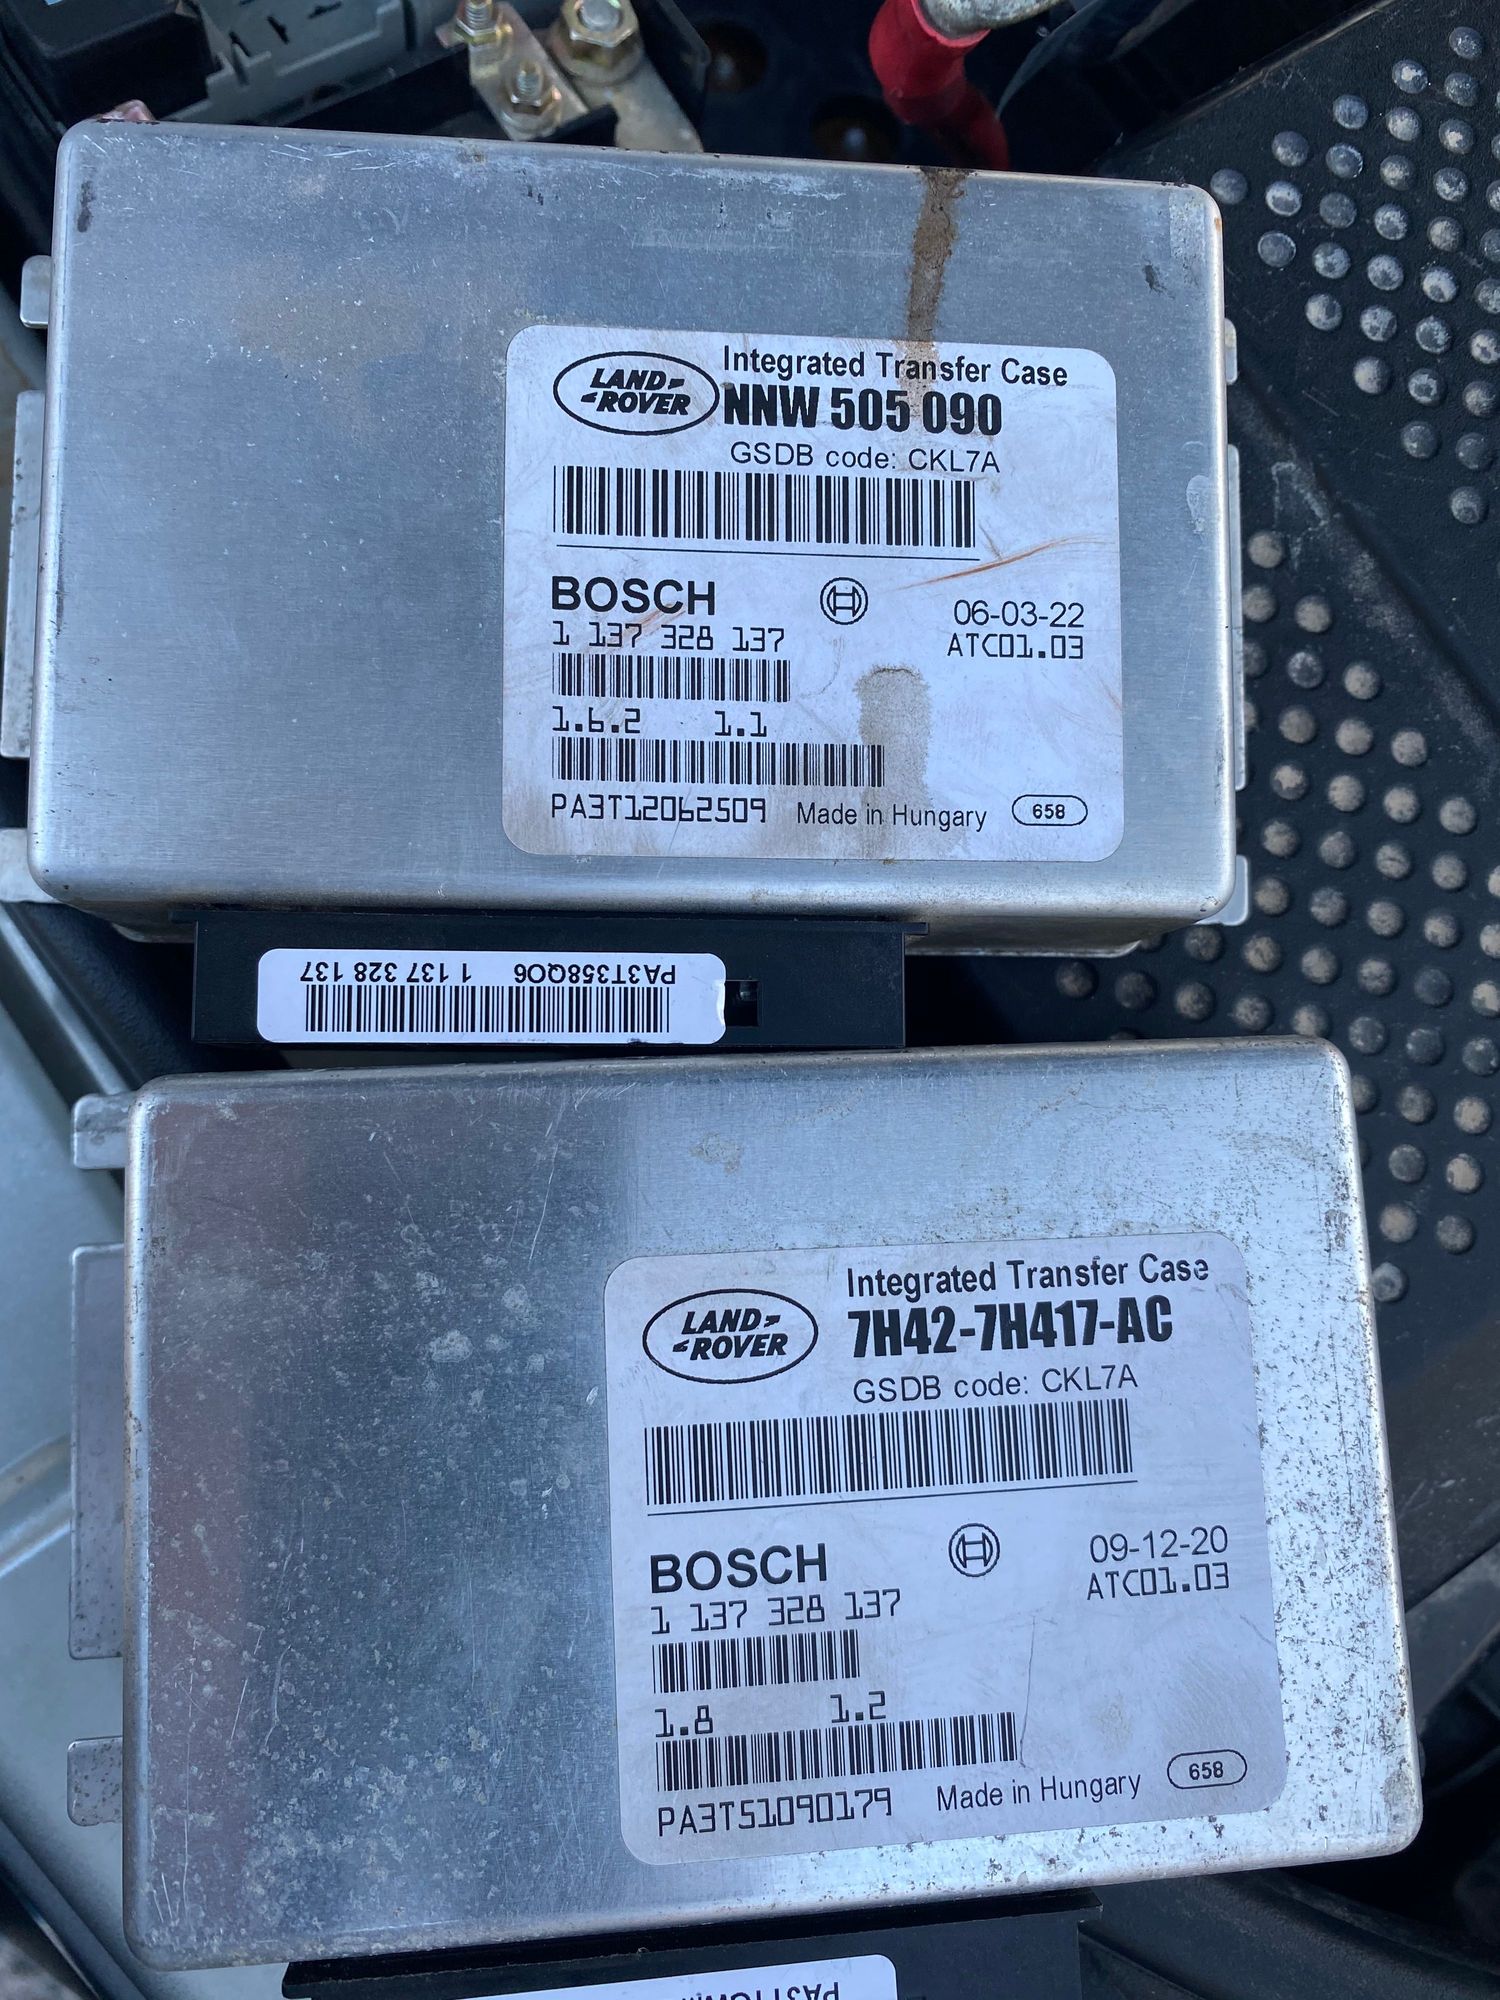 LAND
ROVER
Integrated Transfer Case
NNW 505 090
GSDB code: CKL7A
BOSCH
06-03-22
1 137 328 137
ATC01.03
1.6.2 1.1
PA3T12062509 Made in Hungary 658
PA3T358Q06 1 137 328 137
LAND
ROVER
Integrated Transfer Case
7H42-7H417-AC
GSDB code: CKL7A
BOSCH
09-12-20
1 137 328 137
ATC01.03
1.8 1.2
PA3T51090179 Made in Hungary 658